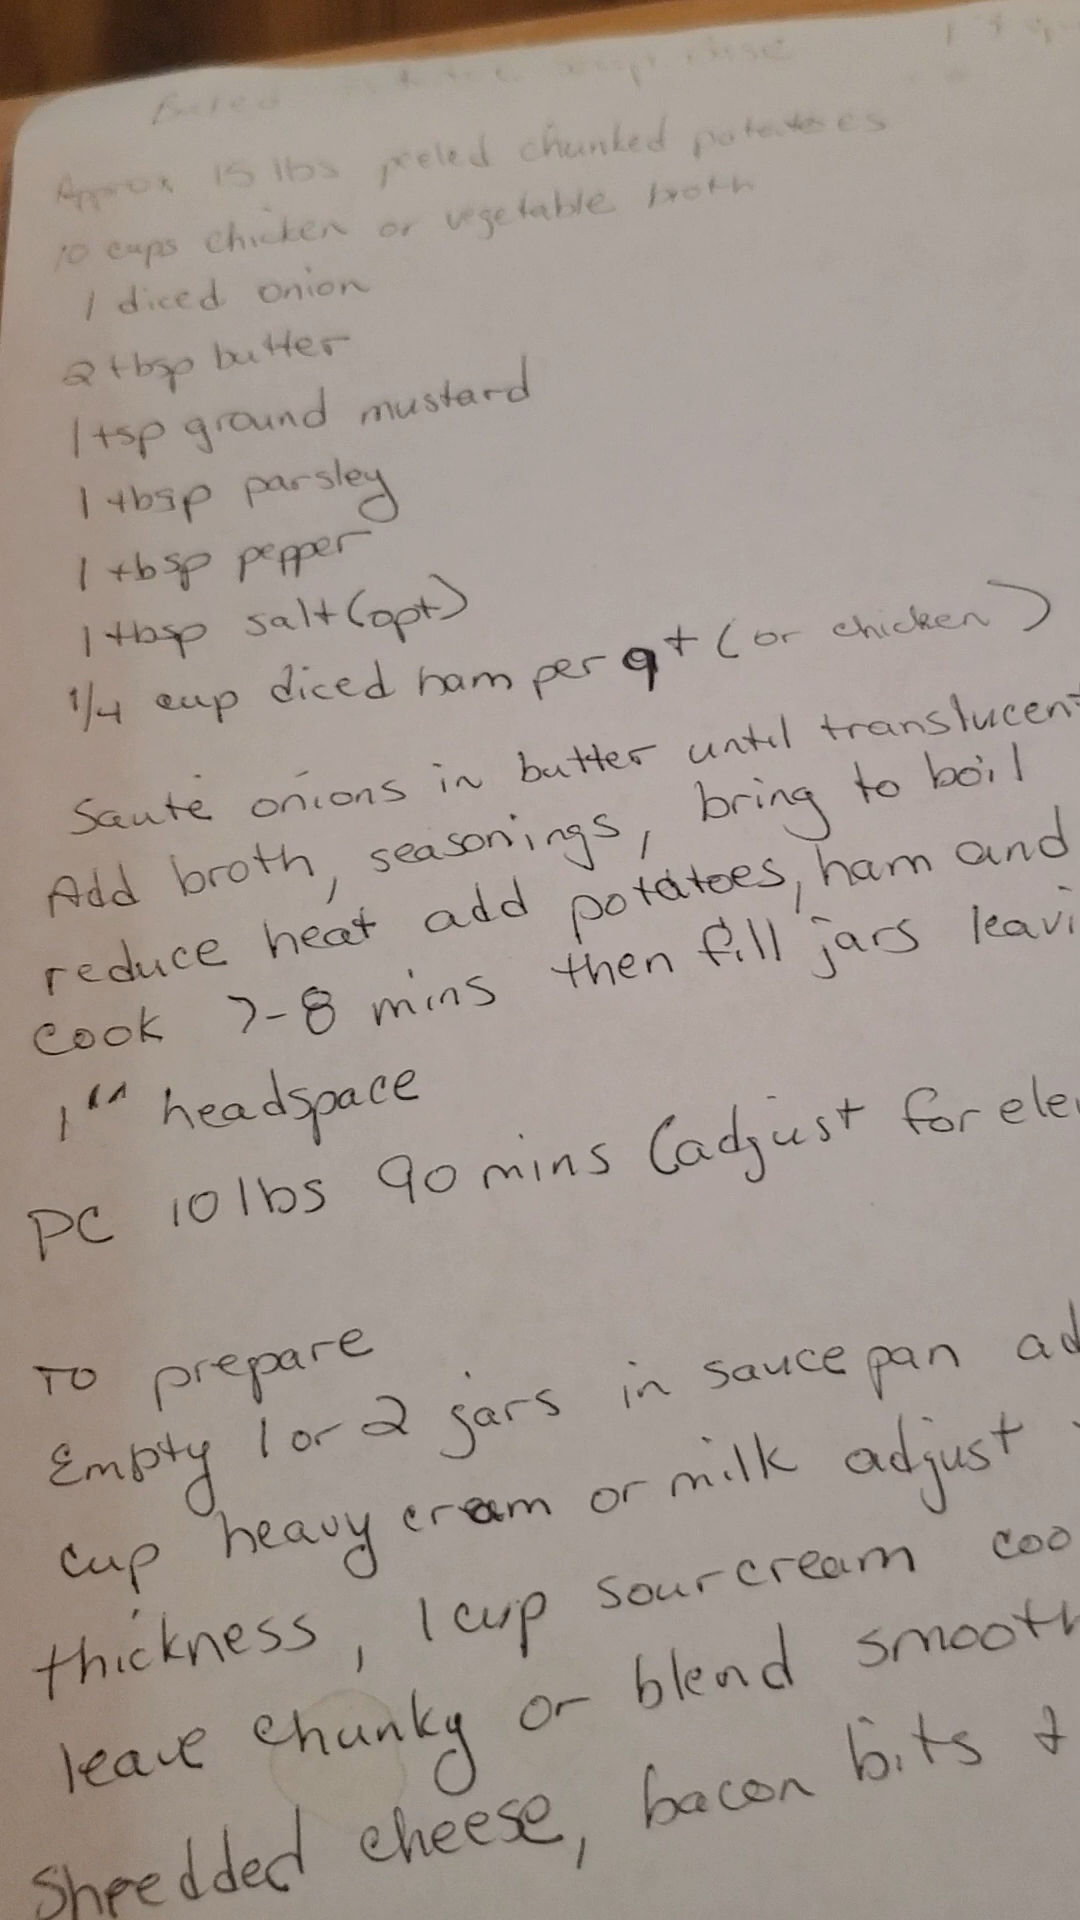 Baked
Approx 15 lbs peeled chunked potatoes
10 cups chicken or vegetable broth
1 diced onion
2 tbsp butter
1 tsp ground mustard
1 tbsp parsley
1 tbsp pepper
1 tbsp salt (opt)
1/4 cup diced ham per qt (or chicken)
Saute onions in butter until translucent
Add broth, seasonings, bring to boil
reduce heat add potatoes, ham and
cook 7-8 mins then fill jars leavi
1" headspace
PC 10 lbs 90 mins (adjust for ele
To prepare
Empty 1 or 2 jars in sauce pan ad
cup heavy cream or milk adjust
thickness, 1 cup sour cream coo
leave chunky or blend smooth
Shredded cheese, bacon bits &